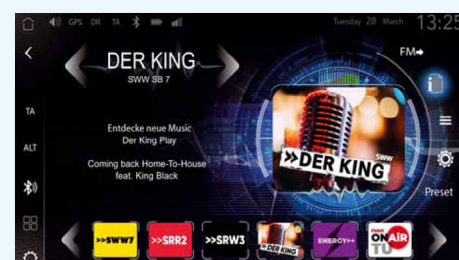 GPS DR TA
Tuesday 28 March 13:25
DER KING
SWW SB 7
FM
TA
ALT
Entdecke neue Music
Der King Play
Coming back Home-To-House
feat. King Black
»DER KING
SWW
Preset
>>SWW7
>>SRR2
>>SRW3
ENERGY++
ON AIR
TU